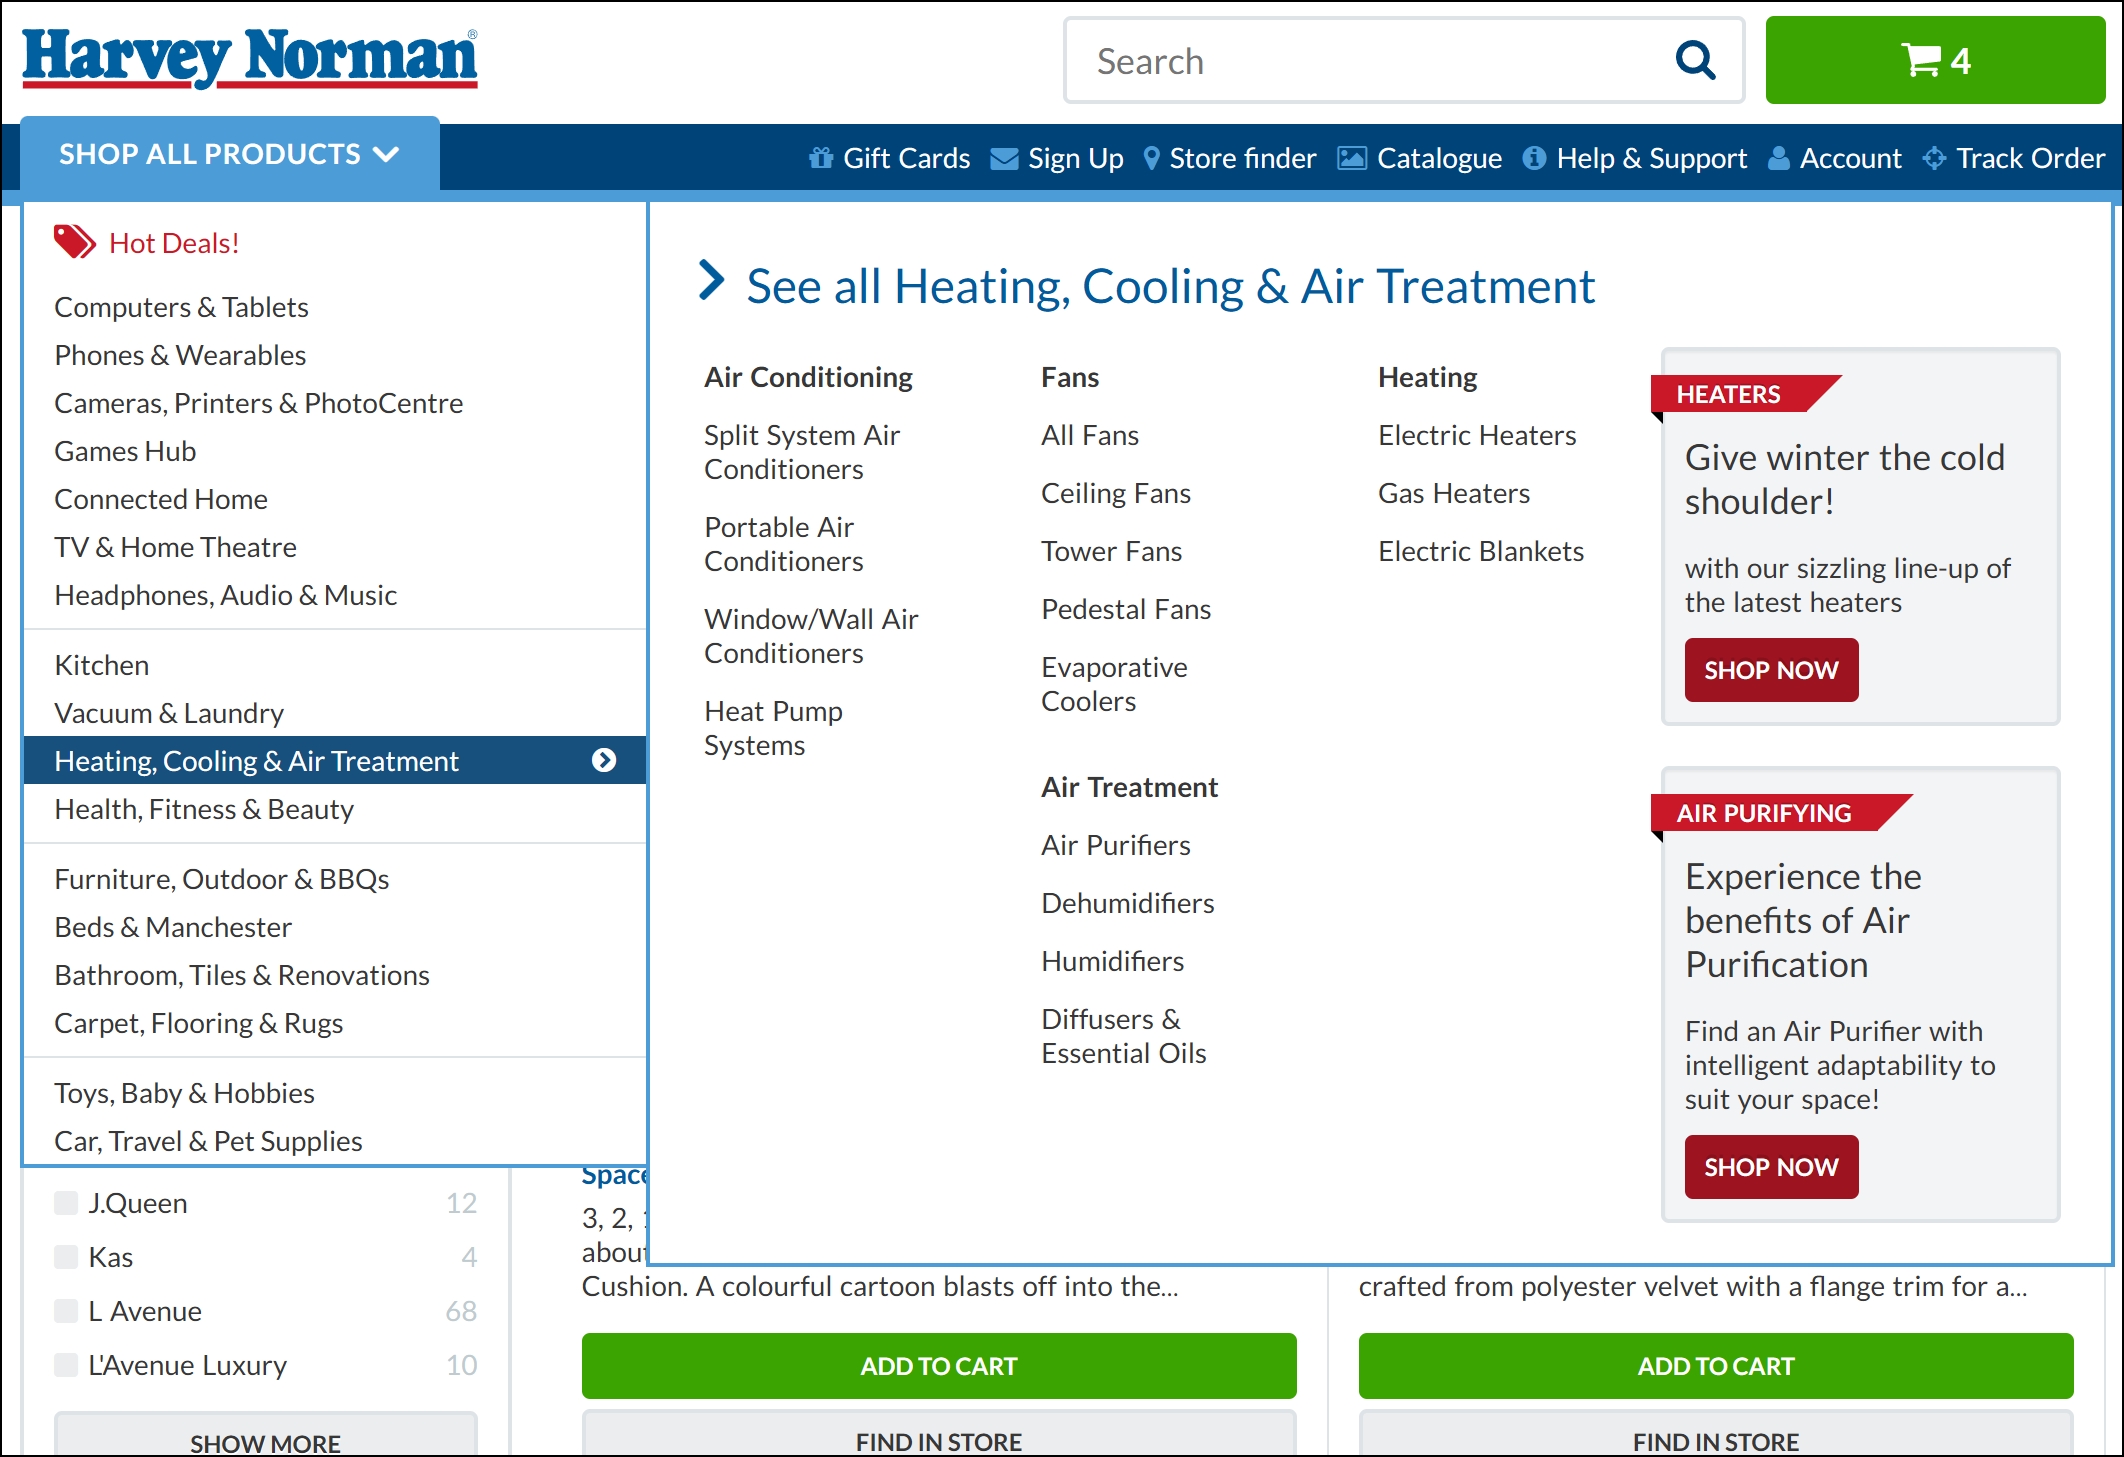 Harvey Norman®
Search
4
SHOP ALL PRODUCTS
Gift Cards Sign Up Store finder Catalogue Help & Support Account Track Order
Hot Deals!
Computers & Tablets
Phones & Wearables
Cameras, Printers & PhotoCentre
Games Hub
Connected Home
TV & Home Theatre
Headphones, Audio & Music
Kitchen
Vacuum & Laundry
Heating, Cooling & Air Treatment
Health, Fitness & Beauty
Furniture, Outdoor & BBQs
Beds & Manchester
Bathroom, Tiles & Renovations
Carpet, Flooring & Rugs
Toys, Baby & Hobbies
Car, Travel & Pet Supplies
See all Heating, Cooling & Air Treatment
Air Conditioning
Split System Air
Conditioners
Portable Air
Conditioners
Window/Wall Air
Conditioners
Heat Pump
Systems
Fans
All Fans
Ceiling Fans
Tower Fans
Pedestal Fans
Evaporative
Coolers
Air Treatment
Air Purifiers
Dehumidifiers
Humidifiers
Diffusers &
Essential Oils
Heating
Electric Heaters
Gas Heaters
Electric Blankets
HEATERS
Give winter the cold
shoulder!
with our sizzling line-up of
the latest heaters
SHOP NOW
AIR PURIFYING
Experience the
benefits of Air
Purification
Find an Air Purifier with
intelligent adaptability to
suit your space!
SHOP NOW
J.Queen 12
Kas 4
L Avenue 68
L'Avenue Luxury 10
SHOW MORE
Space
3, 2,
about
Cushion. A colourful cartoon blasts off into the...
ADD TO CART
FIND IN STORE
crafted from polyester velvet with a flange trim for a...
ADD TO CART
FIND IN STORE